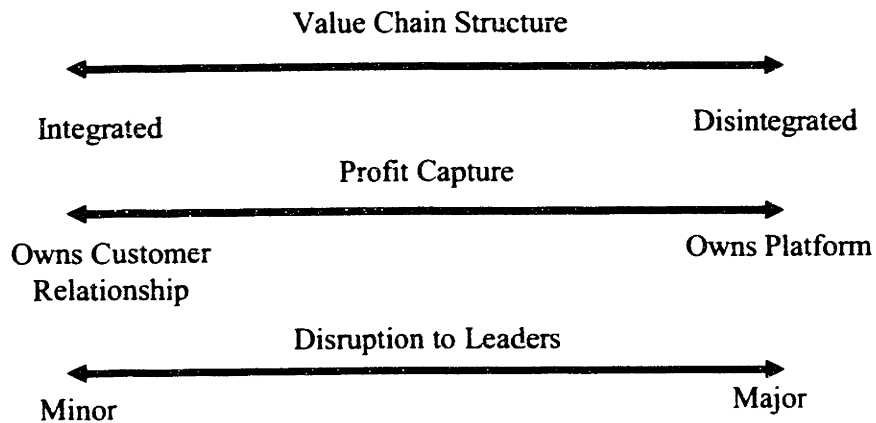 Value Chain Structure
Integrated
Disintegrated
Profit Capture
Owns Customer
Relationship
Owns Platform
Disruption to Leaders
Minor
Major